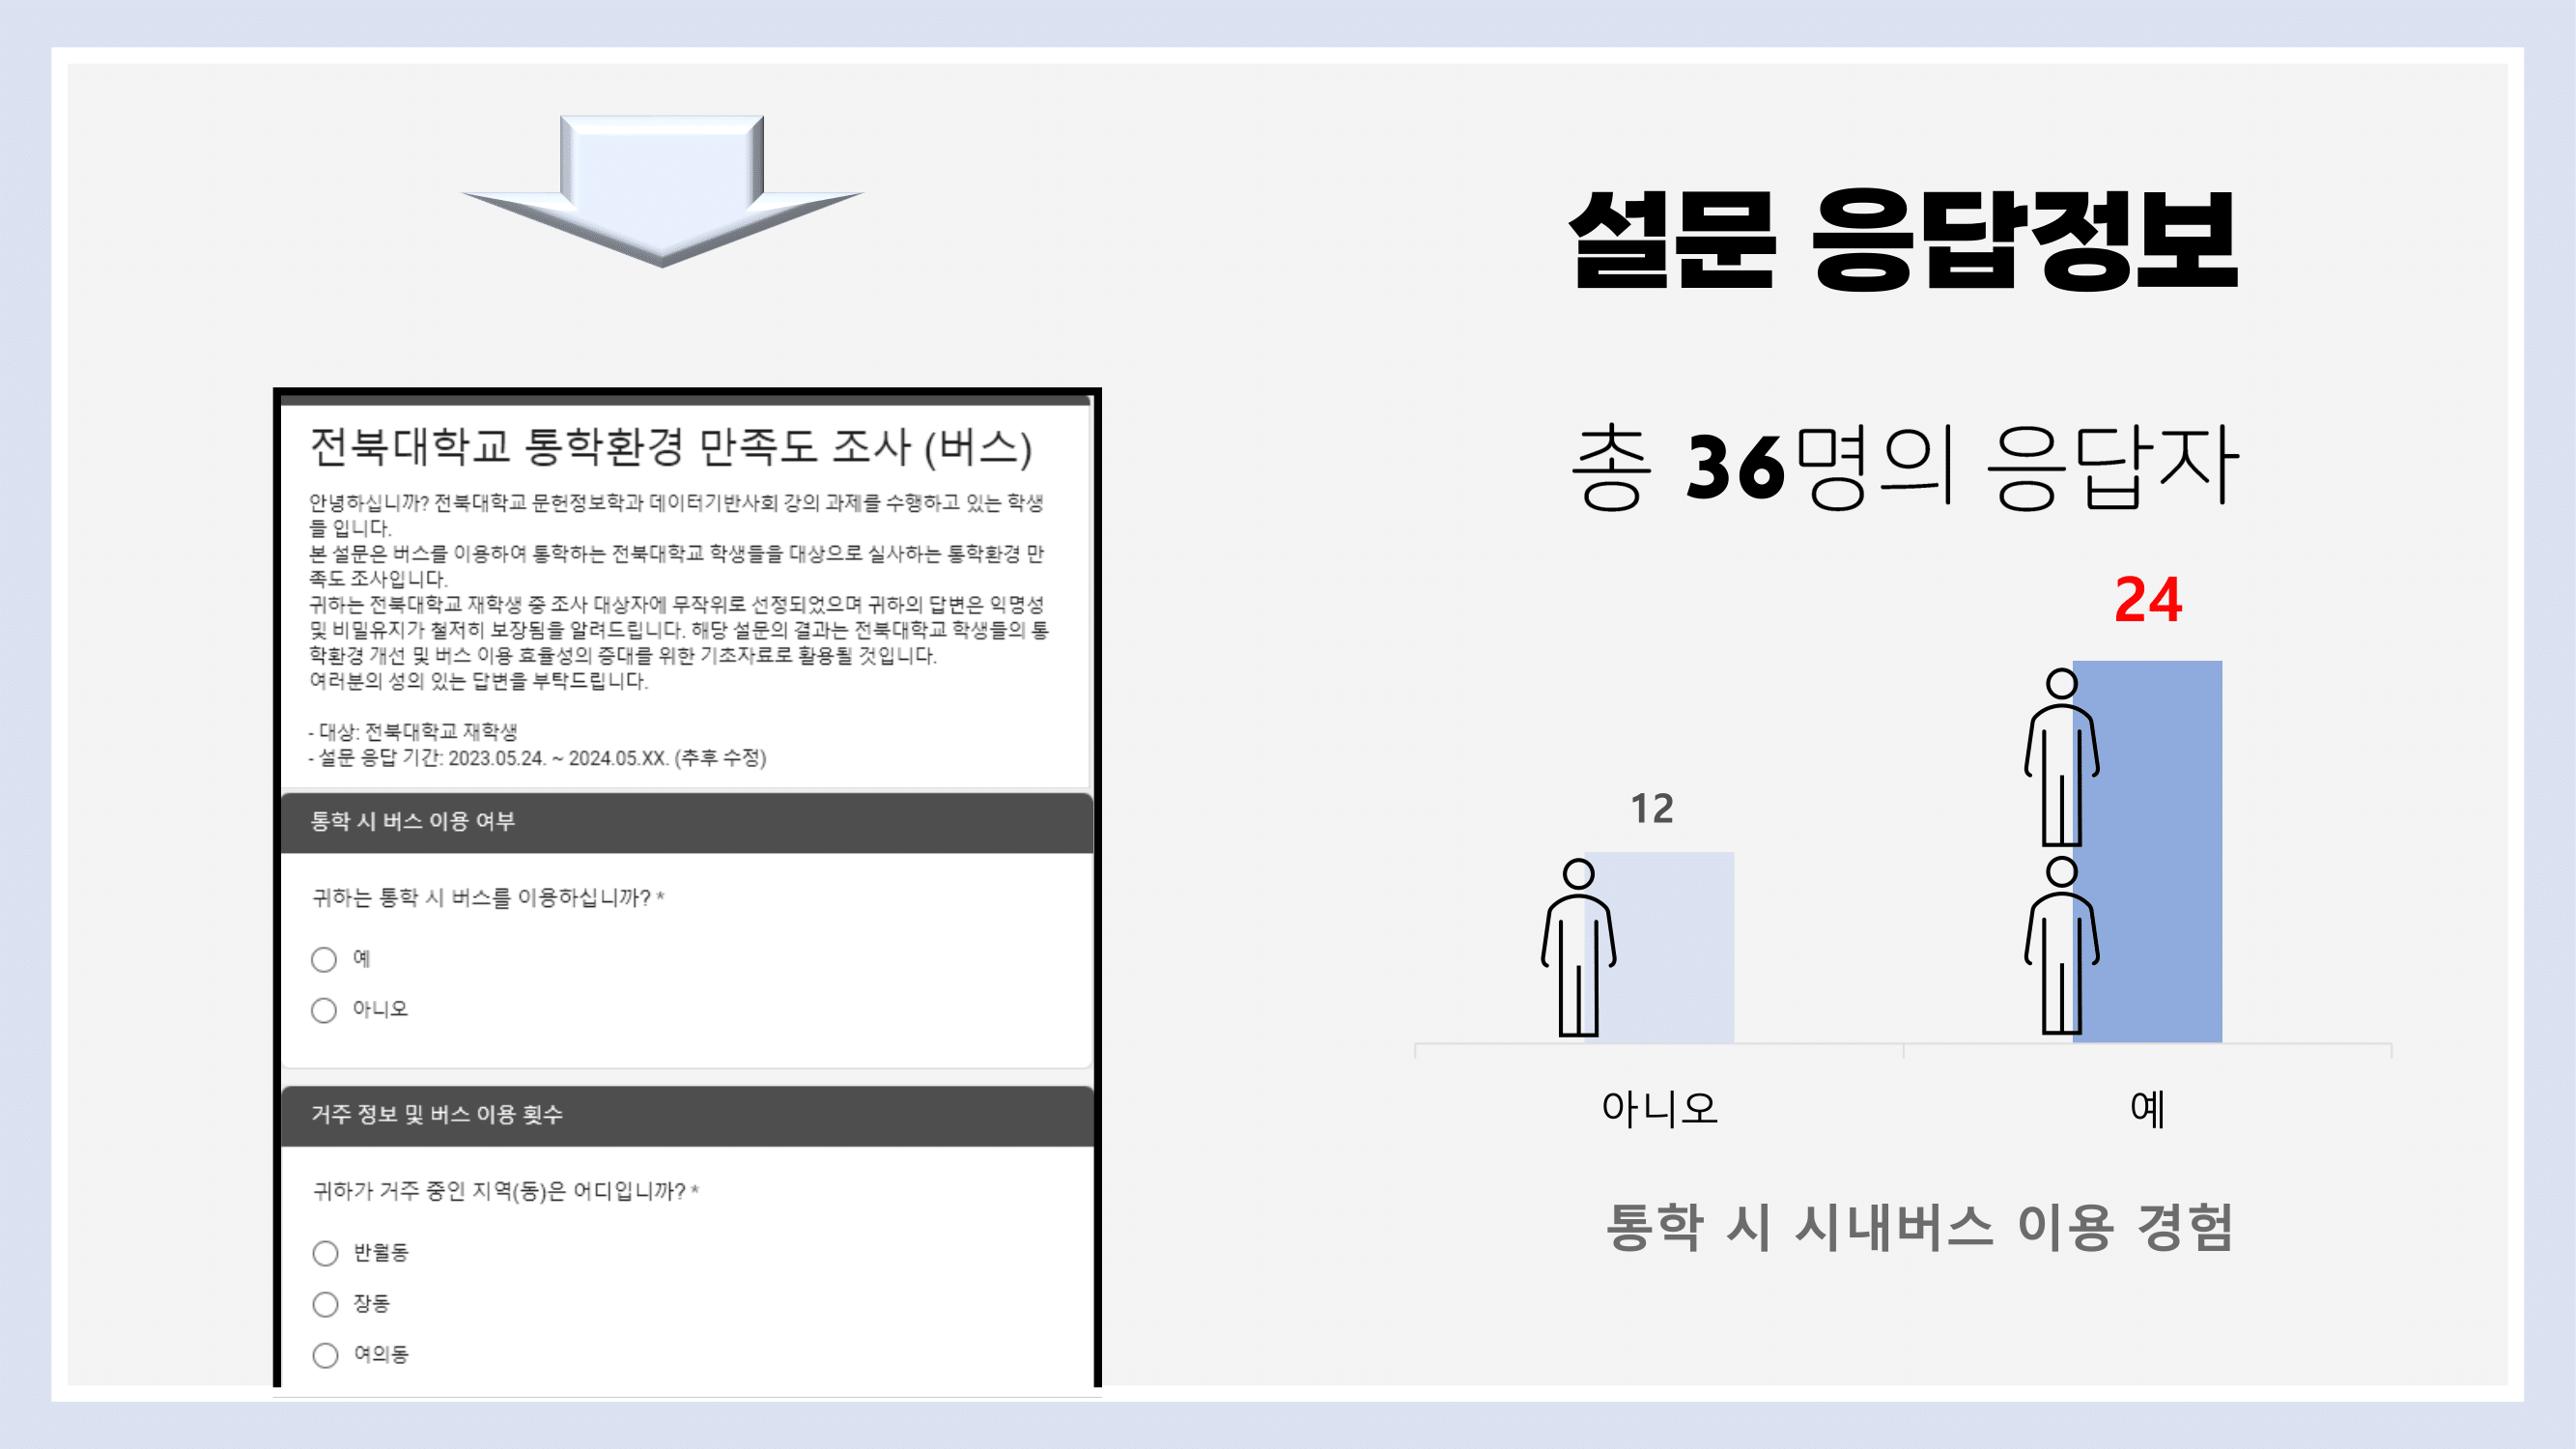 전북대학교 통학환경 만족도 조사 (버스)
안녕하십니까? 전북대학교 문헌정보학과 데이터기반사회 강의 과제를 수행하고 있는 학생
들 입니다.
본 설문은 버스를 이용하여 통학하는 전북대학교 학생들을 대상으로 실사하는 통학환경 만
족도 조사입니다.
귀하는 전북대학교 재학생 중 조사 대상자에 무작위로 선정되었으며 귀하의 답변은 익명성
및 비밀유지가 철저히 보장됨을 알려드립니다. 해당 설문의 결과는 전북대학교 학생들의 통
학환경 개선 및 버스 이용 효율성의 증대를 위한 기초자료로 활용될 것입니다.
여러분의 성의 있는 답변을 부탁드립니다.
- 대상: 전북대학교 재학생
- 설문 응답 기간: 2023.05.24. ~ 2024.05.XX. (추후 수정)
통학 시 버스 이용 여부
귀하는 통학 시 버스를 이용하십니까? *
예
아니오
거주 정보 및 버스 이용 횟수
귀하가 거주 중인 지역(동)은 어디입니까? *
반월동
장동
여의동
설문 응답정보
총 36명의 응답자
24
12
아니오 예
통학 시 시내버스 이용 경험